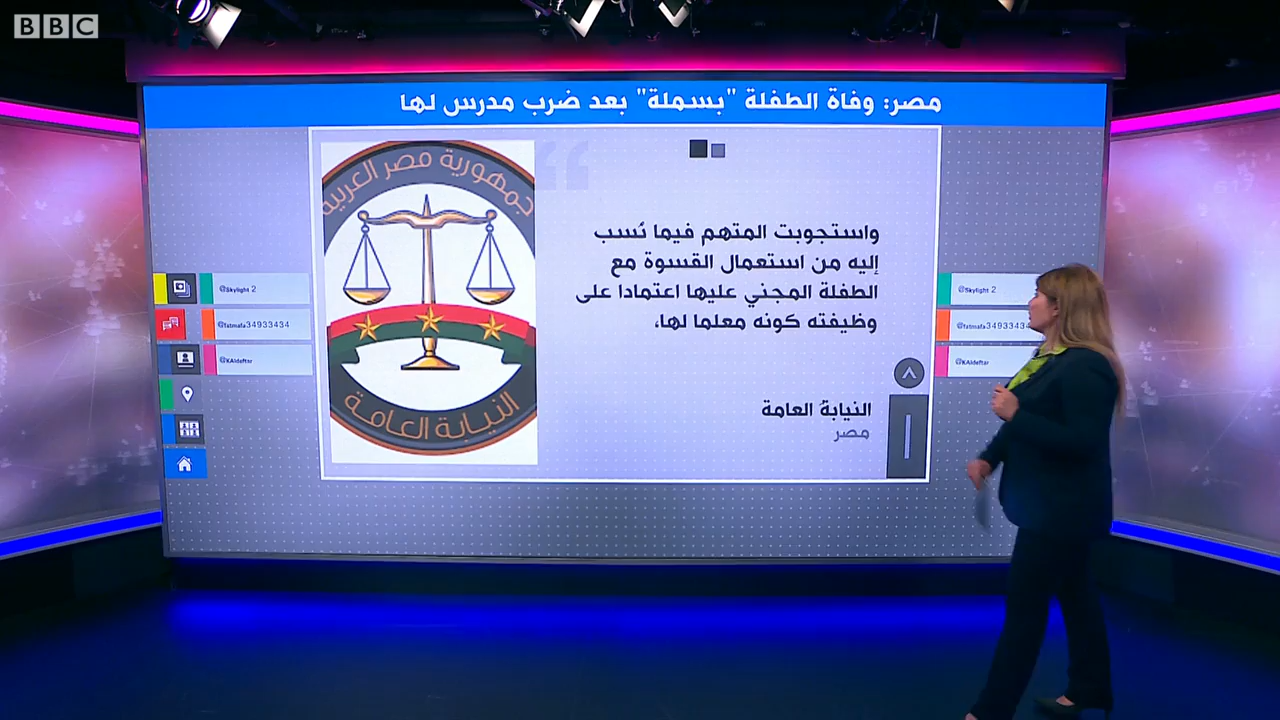 BBC
مصر: وفاة الطفلة "بسملة" بعد ضرب مدرس لها
جمهورية مصر العربية
النيابة العامة
واستجوبت المتهم فيما نُسب
إليه من استعمال القسوة مع
الطفلة المجني عليها اعتمادا على
وظيفته كونه معلما لها،
النيابة العامة
مصر
@Skylight 2
@fatmafa34933434
@KAldeftar
@Skylight 2
@fatmafa3493343
@KAldeftar